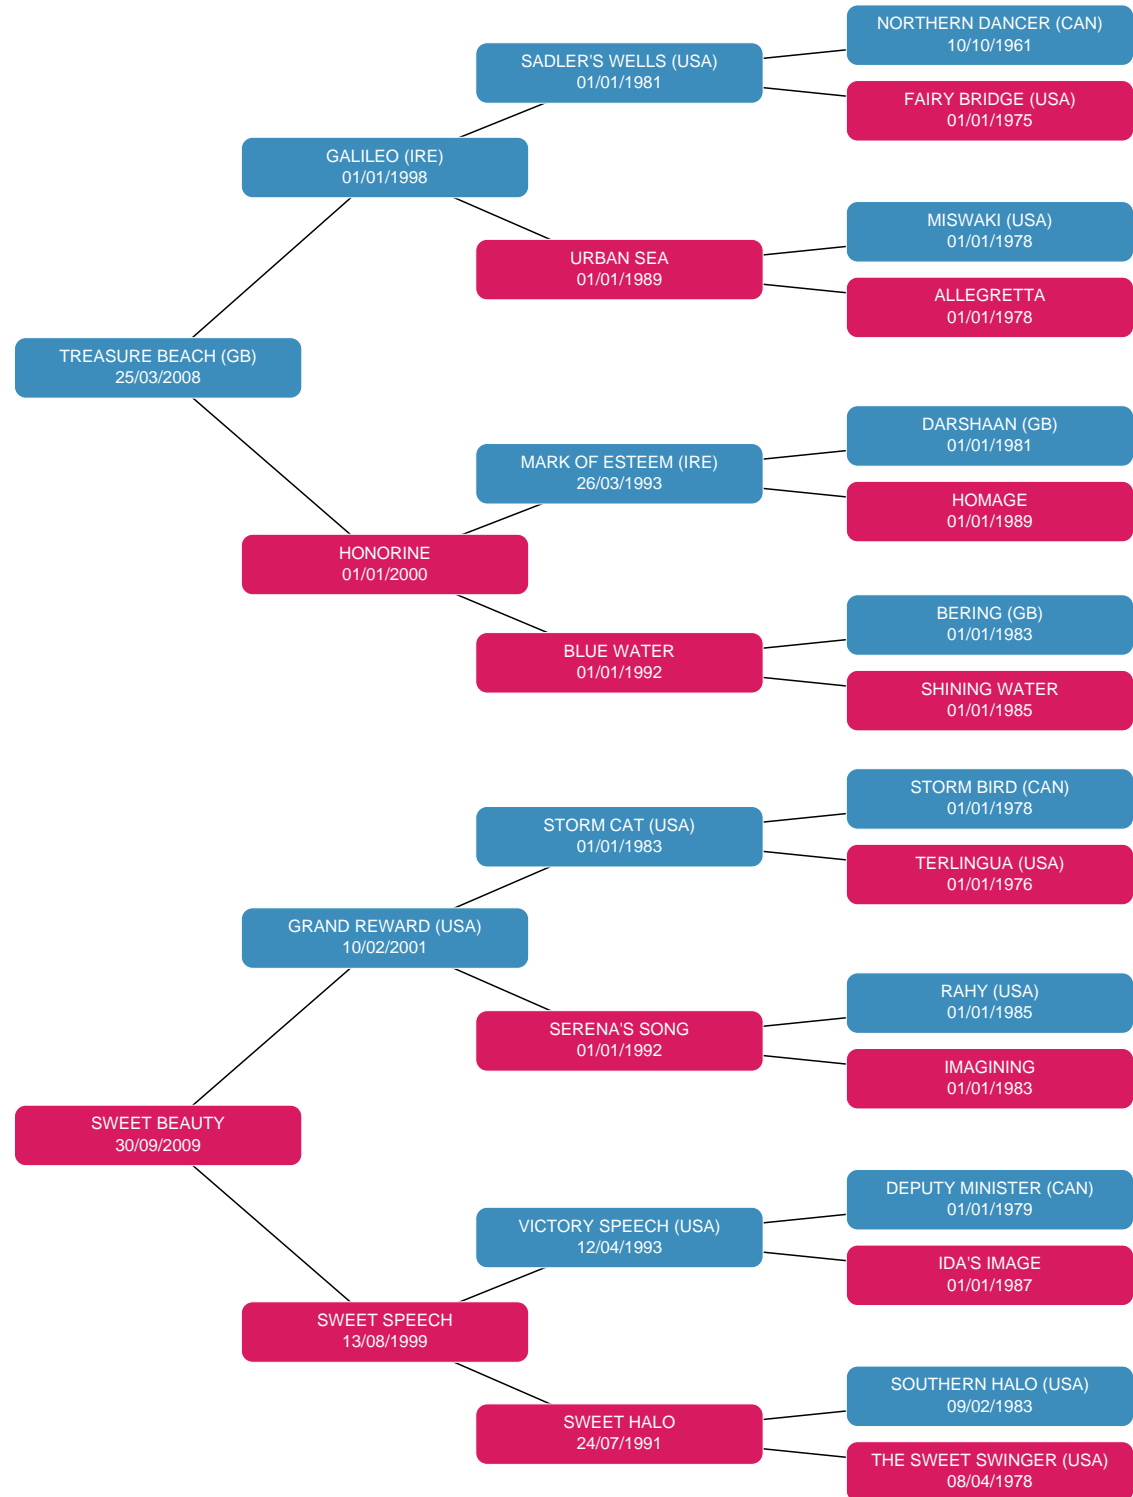 NORTHERN DANCER (CAN)
10/10/1961
SADLER'S WELLS (USA)
01/01/1981
FAIRY BRIDGE (USA)
01/01/1975
GALILEO (IRE)
01/01/1998
MISWAKI (USA)
01/01/1978
URBAN SEA
01/01/1989
ALLEGRETTA
01/01/1978
TREASURE BEACH (GB)
25/03/2008
DARSHAAN (GB)
01/01/1981
MARK OF ESTEEM (IRE)
26/03/1993
HOMAGE
01/01/1989
HONORINE
01/01/2000
BERING (GB)
01/01/1983
BLUE WATER
01/01/1992
SHINING WATER
01/01/1985
STORM BIRD (CAN)
01/01/1978
STORM CAT (USA)
01/01/1983
TERLINGUA (USA)
01/01/1976
GRAND REWARD (USA)
10/02/2001
RAHY (USA)
01/01/1985
SERENA'S SONG
01/01/1992
IMAGINING
01/01/1983
SWEET BEAUTY
30/09/2009
DEPUTY MINISTER (CAN)
01/01/1979
VICTORY SPEECH (USA)
12/04/1993
IDA'S IMAGE
01/01/1987
SWEET SPEECH
13/08/1999
SOUTHERN HALO (USA)
09/02/1983
SWEET HALO
24/07/1991
THE SWEET SWINGER (USA)
08/04/1978